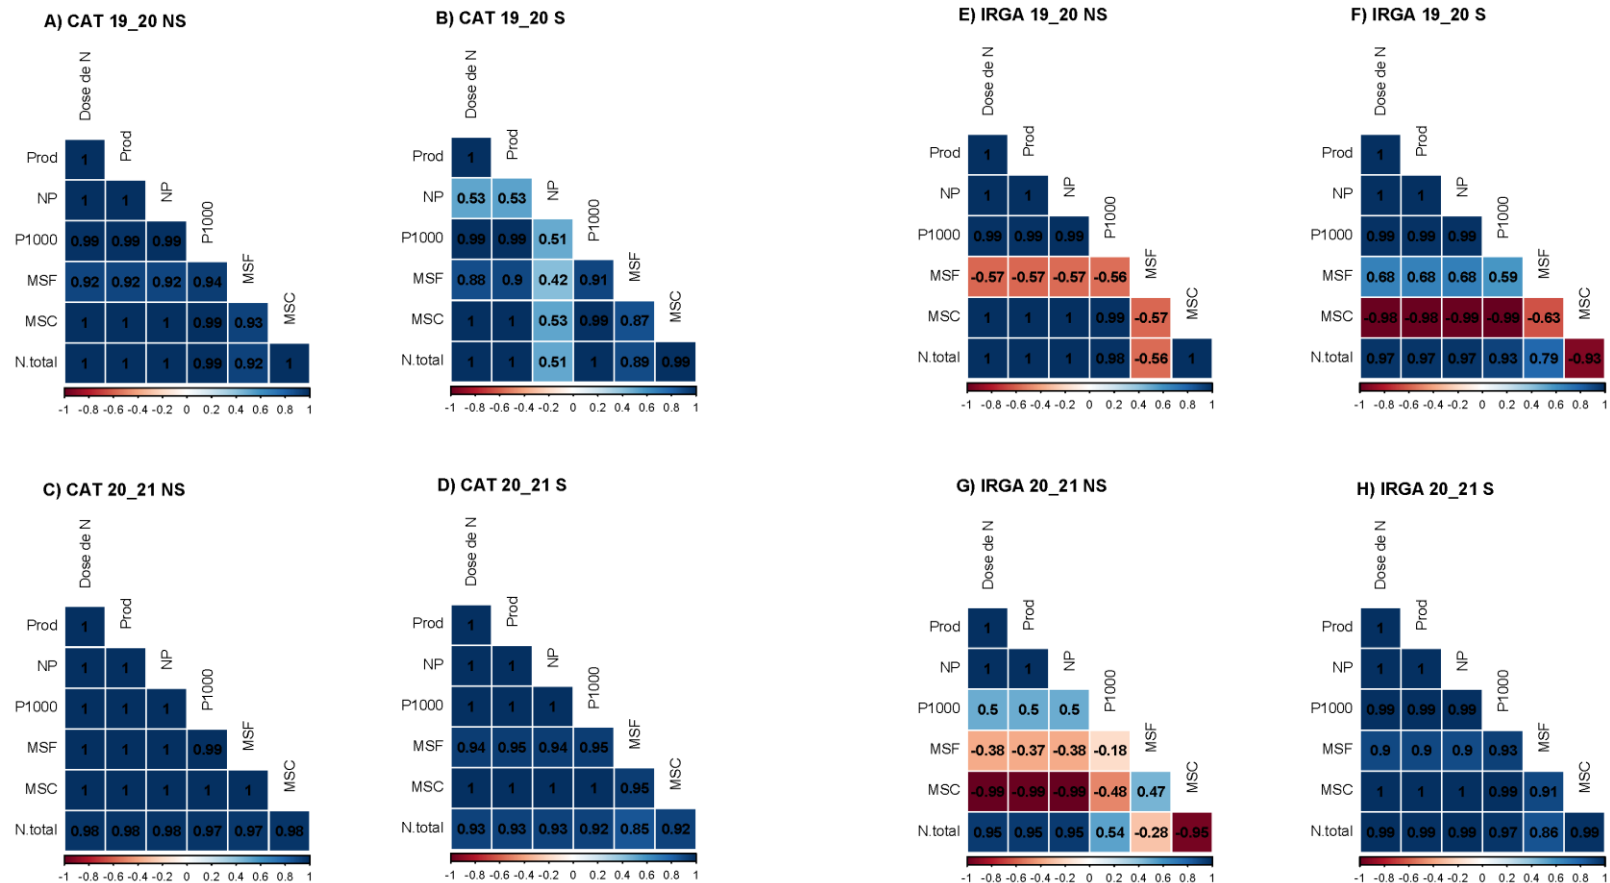 A) CAT 19_20 NS
Dose de N
Prod 1 Prod
NP 1 1 NP
P1000 0.99 0.99 0.99 P1000
MSF 0.92 0.92 0.92 0.94 MSF
MSC 1 1 1 0.99 0.93 MSC
N.total 1 1 1 0.99 0.92 1
-1 -0.8 -0.6 -0.4 -0.2 0 0.2 0.4 0.6 0.8 1
B) CAT 19_20 S
Dose de N
Prod 1 Prod
NP 0.53 0.53 NP
P1000 0.99 0.99 0.51 P1000
MSF 0.88 0.9 0.42 0.91 MSF
MSC 1 1 0.53 0.99 0.87 MSC
N.total 1 1 0.51 1 0.89 0.99
-1 -0.8 -0.6 -0.4 -0.2 0 0.2 0.4 0.6 0.8 1
E) IRGA 19_20 NS
Dose de N
Prod 1 Prod
NP 1 1 NP
P1000 0.99 0.99 0.99 P1000
MSF -0.57 -0.57 -0.57 -0.56 MSF
MSC 1 1 1 0.99 -0.57 MSC
N.total 1 1 1 0.98 -0.56 1
-1 -0.8 -0.6 -0.4 -0.2 0 0.2 0.4 0.6 0.8 1
F) IRGA 19_20 S
Dose de N
Prod 1 Prod
NP 1 1 NP
P1000 0.99 0.99 0.99 P1000
MSF 0.68 0.68 0.68 0.59 MSF
MSC -0.98 -0.98 -0.99 -0.99 -0.63 MSC
N.total 0.97 0.97 0.97 0.93 0.79 -0.93
-1 -0.8 -0.6 -0.4 -0.2 0 0.2 0.4 0.6 0.8 1
C) CAT 20_21 NS
Dose de N
Prod 1 Prod
NP 1 1 NP
P1000 1 1 1 P1000
MSF 1 1 1 0.99 MSF
MSC 1 1 1 1 1 MSC
N.total 0.98 0.98 0.98 0.97 0.97 0.98
-1 -0.8 -0.6 -0.4 -0.2 0 0.2 0.4 0.6 0.8 1
D) CAT 20_21 S
Dose de N
Prod 1 Prod
NP 1 1 NP
P1000 1 1 1 P1000
MSF 0.94 0.95 0.94 0.95 MSF
MSC 1 1 1 1 0.95 MSC
N.total 0.93 0.93 0.93 0.92 0.85 0.92
-1 -0.8 -0.6 -0.4 -0.2 0 0.2 0.4 0.6 0.8 1
G) IRGA 20_21 NS
Dose de N
Prod 1 Prod
NP 1 1 NP
P1000 0.5 0.5 0.5 P1000
MSF -0.38 -0.37 -0.38 -0.18 MSF
MSC -0.99 -0.99 -0.99 -0.48 0.47 MSC
N.total 0.95 0.95 0.95 0.54 -0.28 -0.95
-1 -0.8 -0.6 -0.4 -0.2 0 0.2 0.4 0.6 0.8 1
H) IRGA 20_21 S
Dose de N
Prod 1 Prod
NP 1 1 NP
P1000 0.99 0.99 0.99 P1000
MSF 0.9 0.9 0.9 0.93 MSF
MSC 1 1 1 0.99 0.91 MSC
N.total 0.99 0.99 0.99 0.97 0.86 0.99
-1 -0.8 -0.6 -0.4 -0.2 0 0.2 0.4 0.6 0.8 1